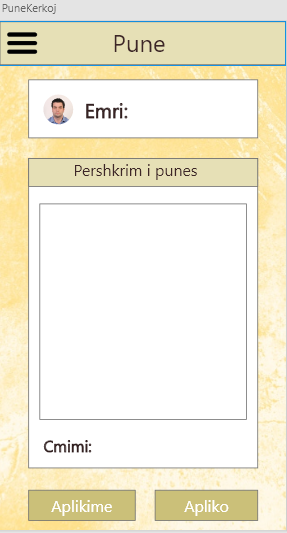 PuneKerkoj
Pune
Emri:
Pershkrim i punes
Cmimi:
Aplikime
Apliko